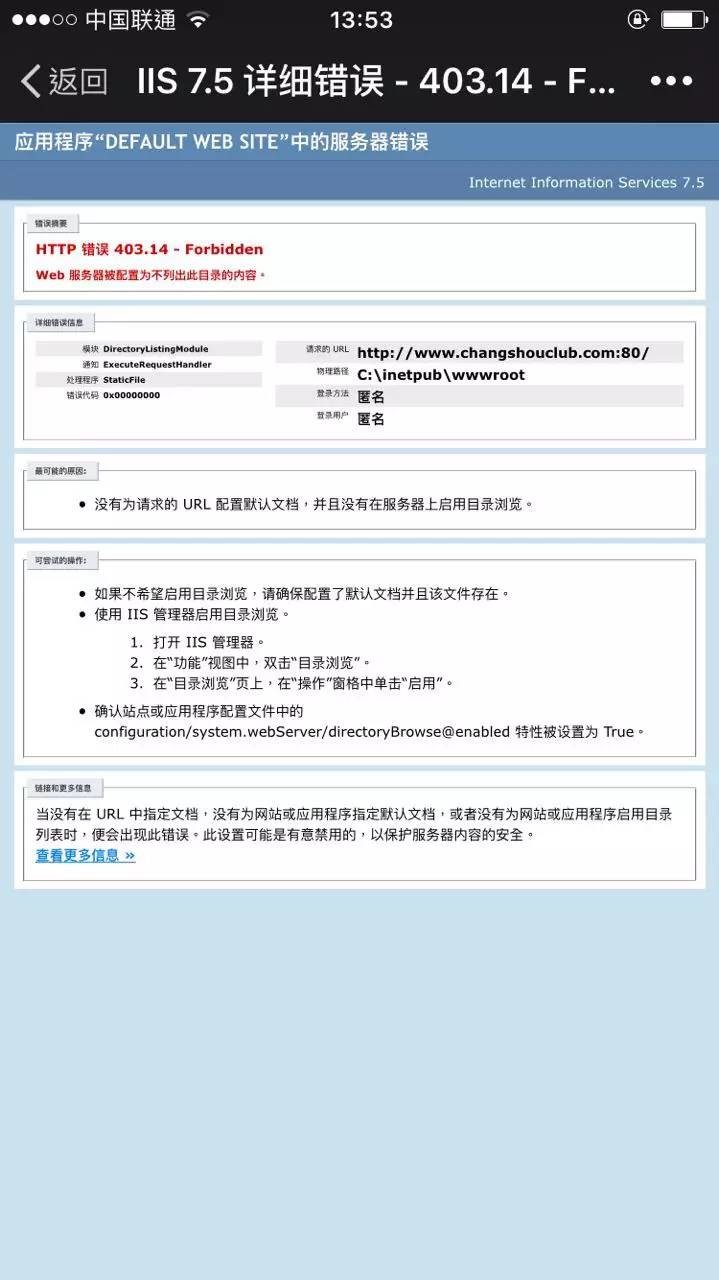 中国联通
13:53
返回
IIS 7.5 详细错误 - 403.14 - F...
应用程序“DEFAULT WEB SITE”中的服务器错误
Internet Information Services 7.5
错误摘要
HTTP 错误 403.14 - Forbidden
Web 服务器被配置为不列出此目录的内容。
详细错误信息
模块 DirectoryListingModule
通知 ExecuteRequestHandler
处理程序 StaticFile
错误代码 0x00000000
请求的 URL http://www.changshouclub.com:80/
物理路径 C:\inetpub\wwwroot
登录方法 匿名
登录用户 匿名
最可能的原因:
• 没有为请求的 URL 配置默认文档，并且没有在服务器上启用目录浏览。
可尝试的操作:
• 如果不希望启用目录浏览，请确保配置了默认文档并且该文件存在。
• 使用 IIS 管理器启用目录浏览。
1. 打开 IIS 管理器。
2. 在“功能”视图中，双击“目录浏览”。
3. 在“目录浏览”页上，在“操作”窗格中单击“启用”。
• 确认站点或应用程序配置文件中的
configuration/system.webServer/directoryBrowse@enabled 特性被设置为 True。
链接和更多信息
当没有在 URL 中指定文档，没有为网站或应用程序指定默认文档，或者没有为网站或应用程序启用目录
列表时，便会出现此错误。此设置可能是有意禁用的，以保护服务器内容的安全。
查看更多信息 »